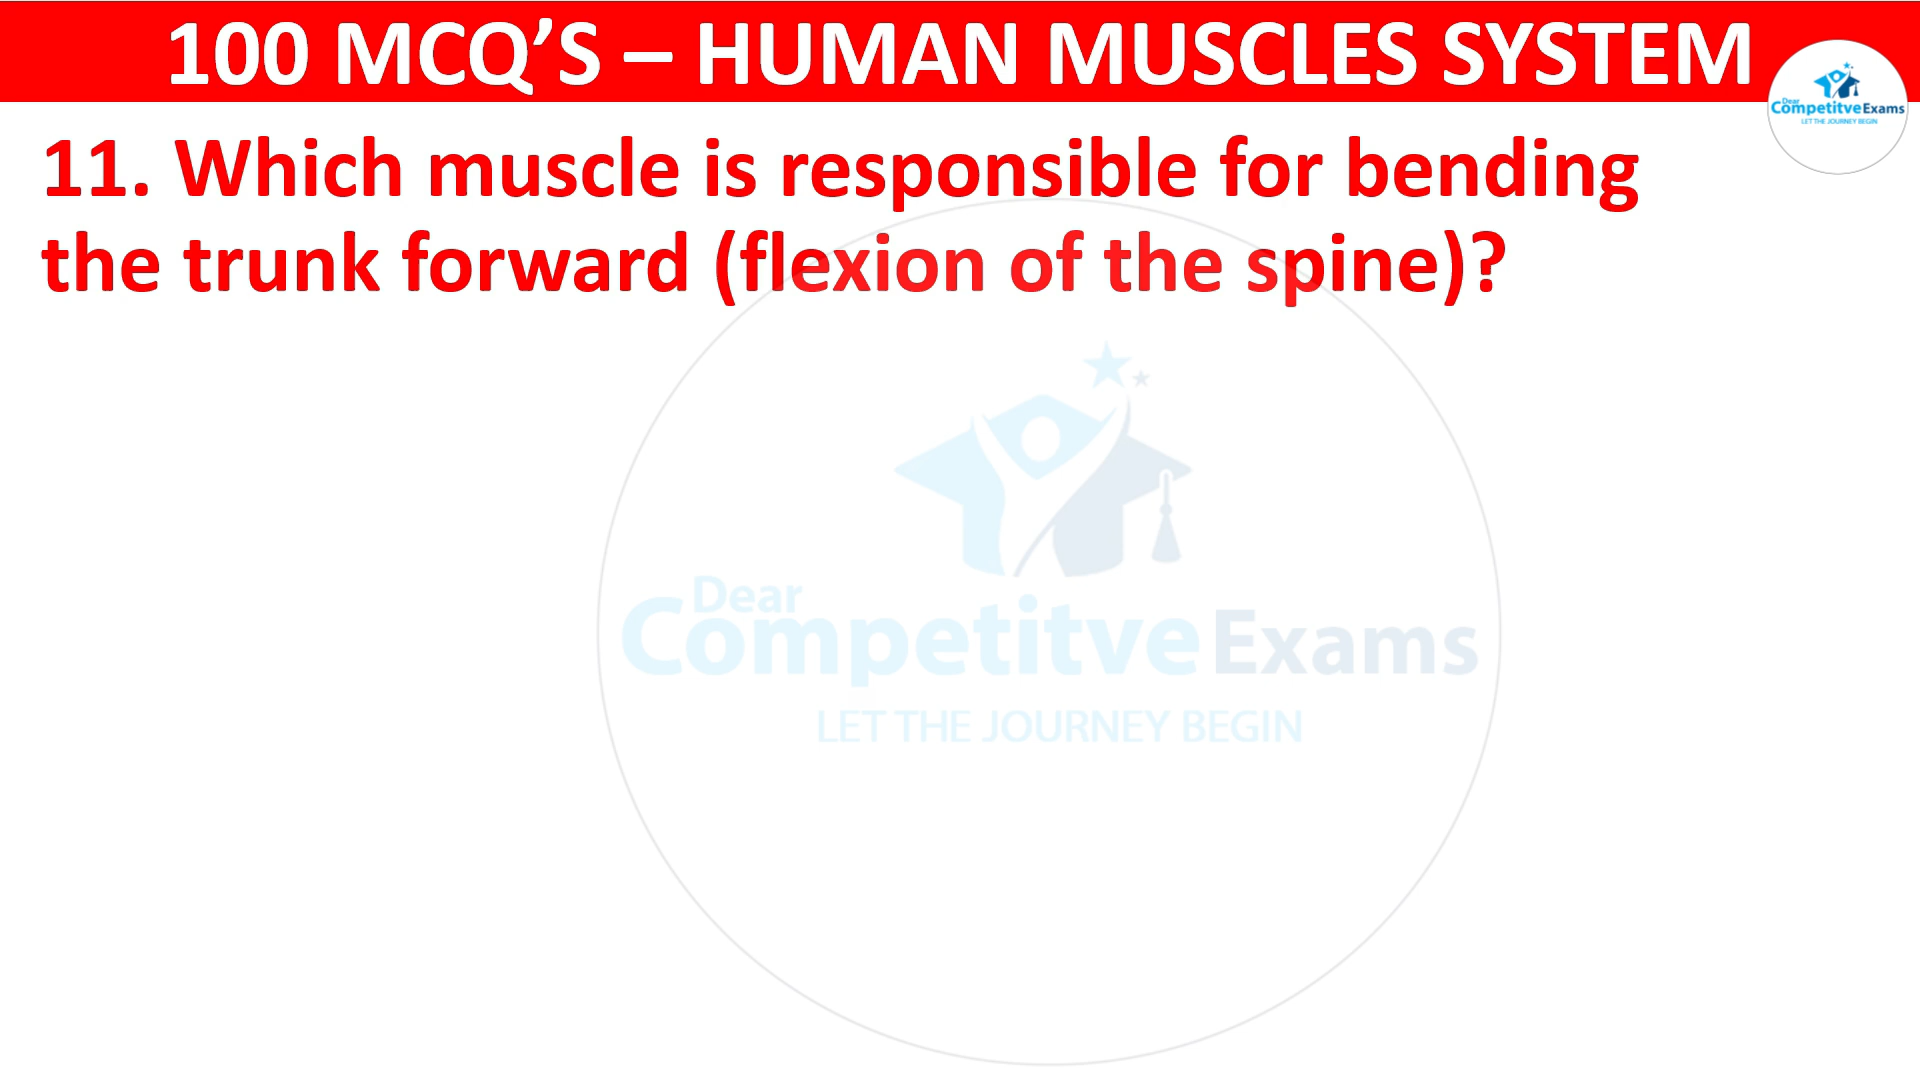 100 MCQ’S – HUMAN MUSCLES SYSTEM
Dear
CompetitveExams
LET THE JOURNEY BEGIN
11. Which muscle is responsible for bending
the trunk forward (flexion of the spine)?
Dear
CompetitveExams
LET THE JOURNEY BEGIN